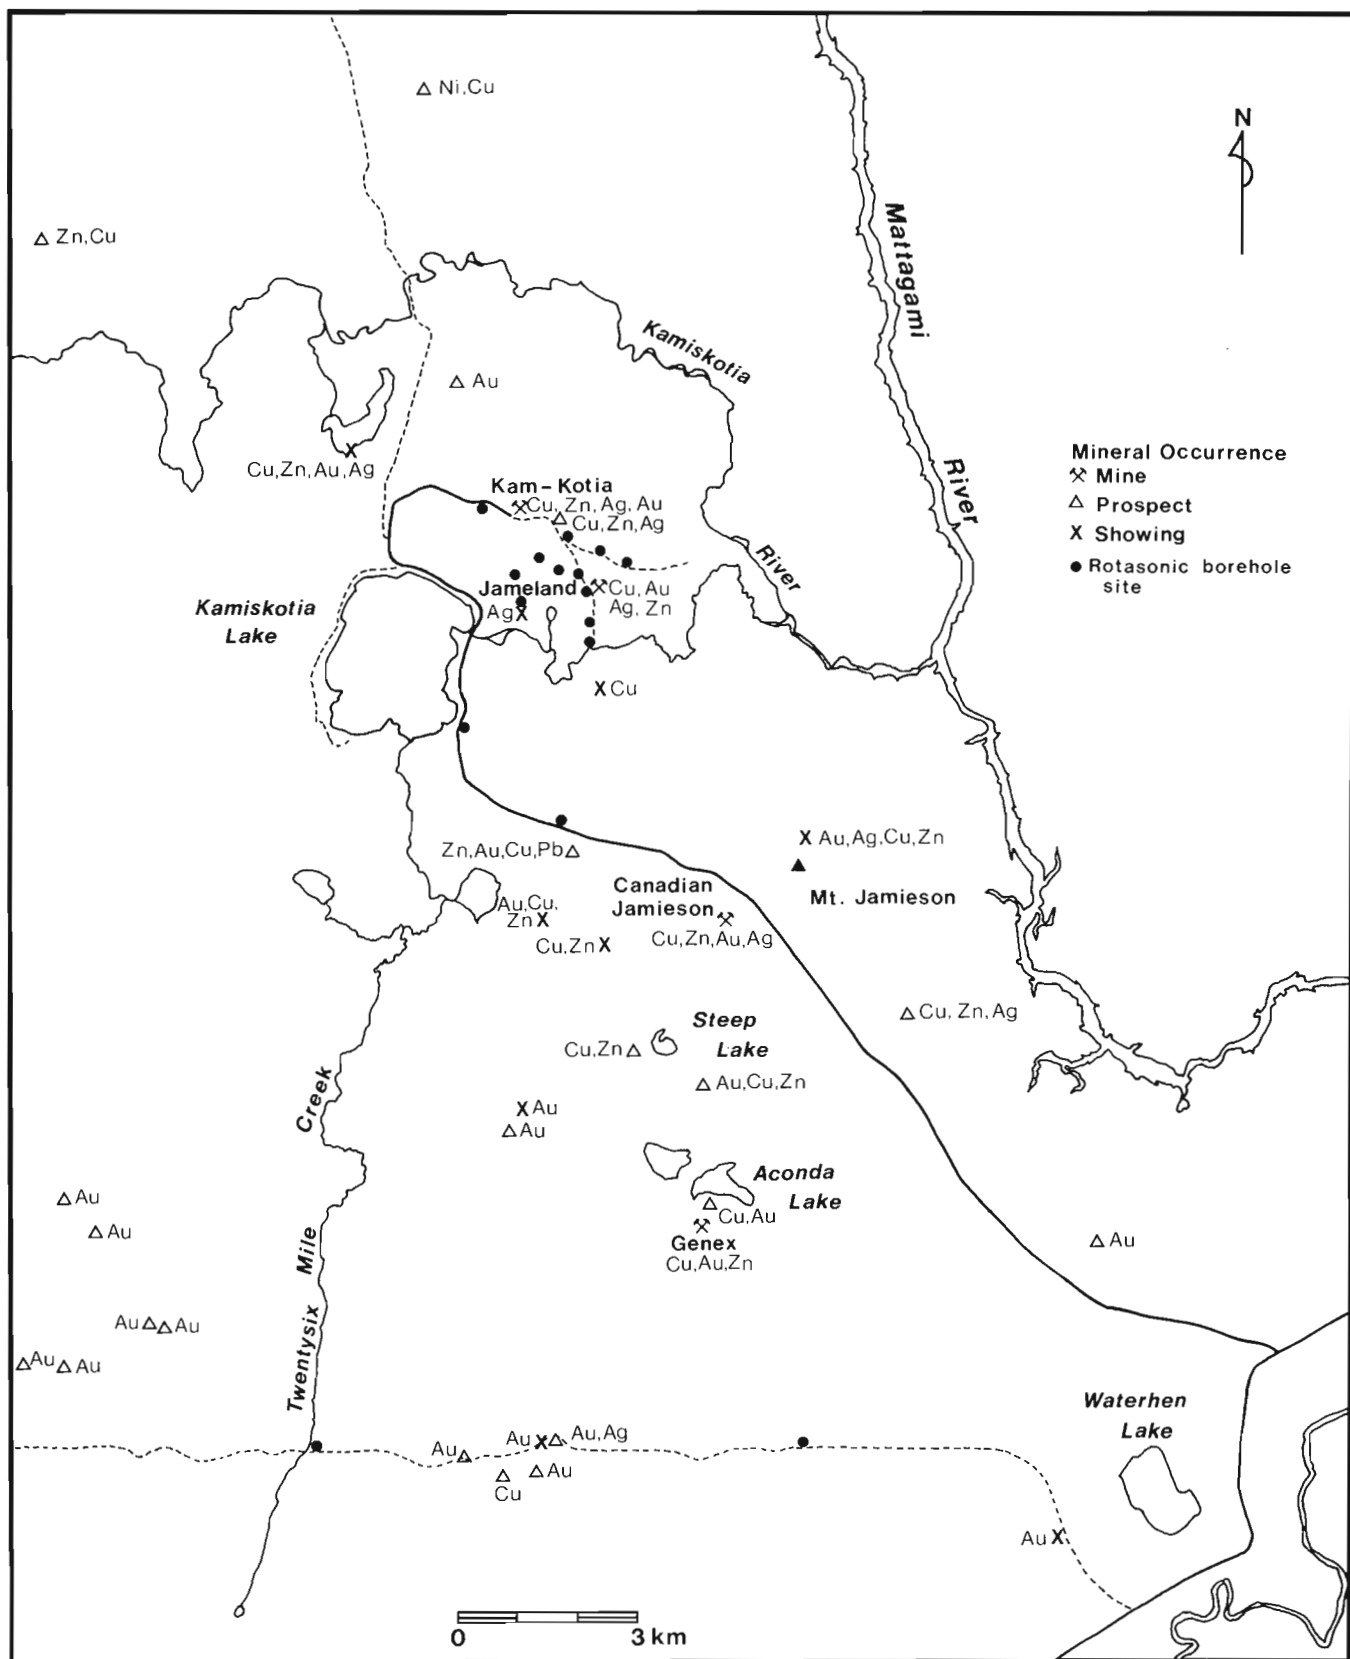 N
Ni,Cu
Zn,Cu
Mattagami
River
Kamiskotia
River
Au
Cu,Zn,Au,Ag
Mineral Occurrence
Mine
Prospect
X Showing
Rotasonic borehole
site
Kam-Kotia
Cu, Zn, Ag, Au
Cu,Zn,Ag
Jameland
Cu, Au
Ag, Zn
Ag X
Kamiskotia
Lake
X Cu
X Au,Ag,Cu,Zn
Mt. Jamieson
Zn,Au,Cu,Pb
Canadian
Jamieson
Cu,Zn,Au,Ag
Au,Cu,
Zn X
Cu,Zn X
Cu, Zn, Ag
Steep
Lake
Cu,Zn
Au,Cu,Zn
X Au
Au
Aconda
Lake
Cu,Au
Genex
Cu,Au,Zn
Twentysix Mile Creek
Au
Au
Au
Au
Au
Au
Au
Waterhen
Lake
Au
Au X
Au,Ag
Au
Cu
Au X
0 3 km